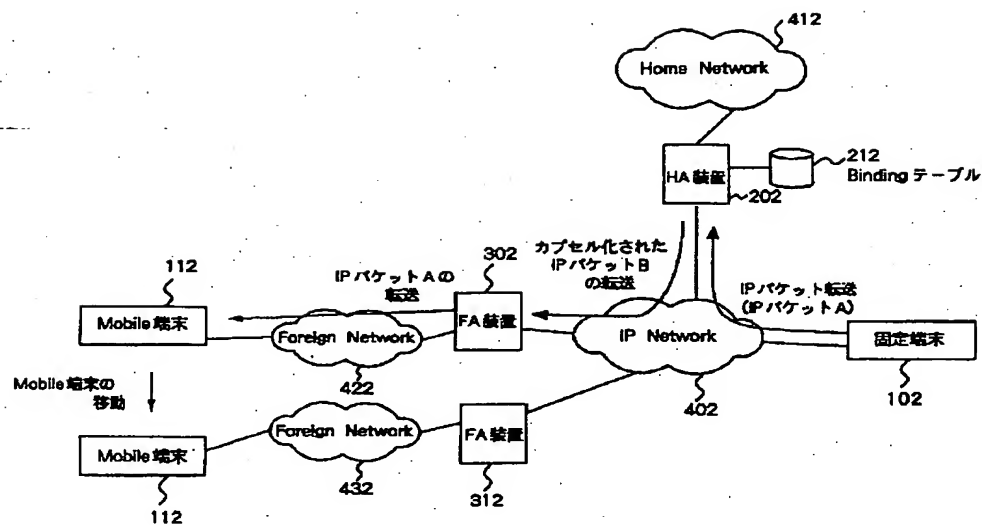 412
Home Network
HA装置
202
212
Bindingテーブル
カプセル化された
IPパケットB
の転送
302
IPパケットAの
転送
112
Mobile端末
Foreign Network
422
FA装置
IP Network
402
IPパケット転送
(IPパケットA)
固定端末
102
Mobile端末の
移動
Mobile端末
112
Foreign Network
432
FA装置
312